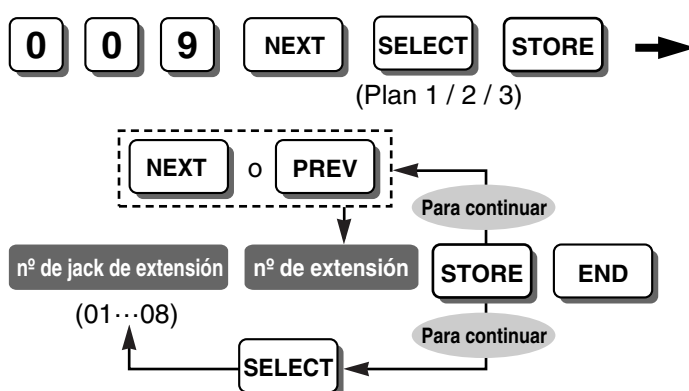 0 0 9 NEXT SELECT STORE
(Plan 1 / 2 / 3)
NEXT o PREV
Para continuar
nº de jack de extensión nº de extensión STORE END
(01···08)
Para continuar
SELECT